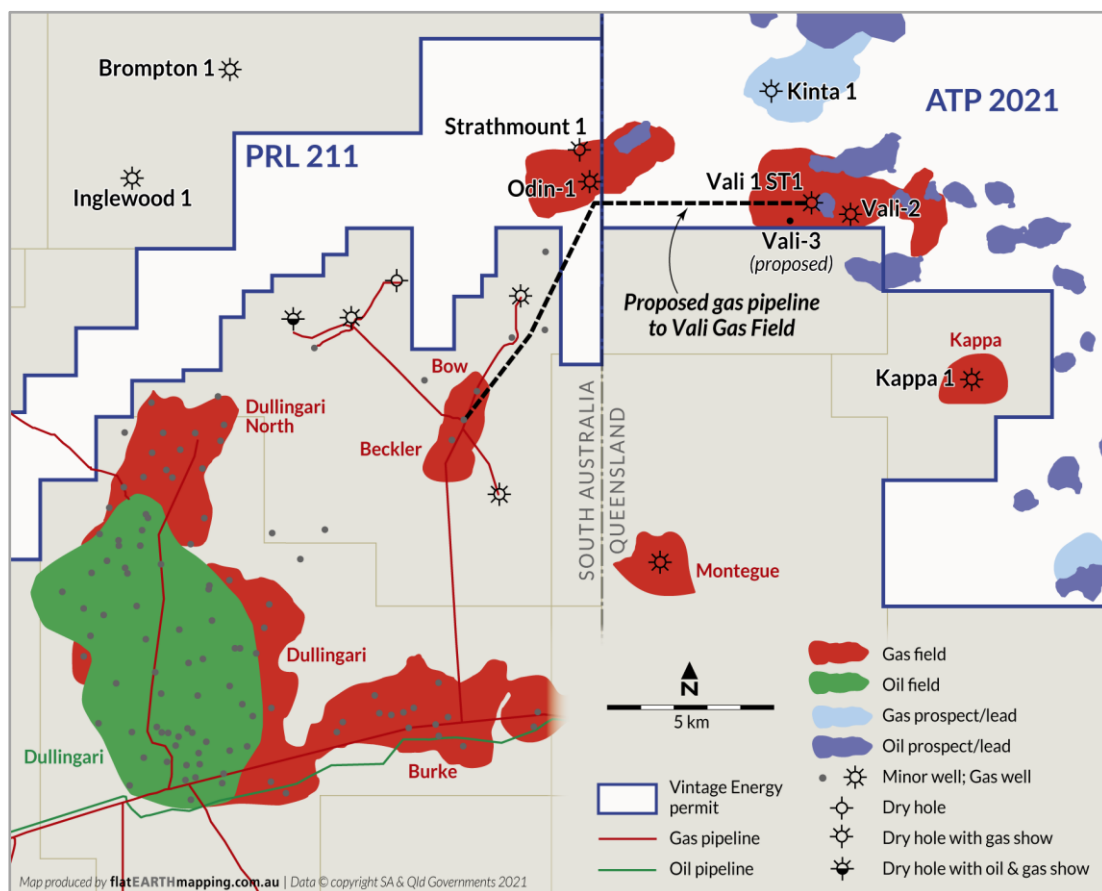 Brompton 1
Kinta 1
ATP 2021
Strathmount 1
PRL 211
Odin-1
Vali 1 ST1
Inglewood 1
Vali-2
Vali-3
(proposed)
Proposed gas pipeline
to Vali Gas Field
Kappa
Kappa 1
Bow
Dullingari
North
Beckler
SOUTH AUSTRALIA
QUEENSLAND
Montegue
Dullingari
Dullingari
Burke
N
5 km
Gas field
Oil field
Gas prospect/lead
Oil prospect/lead
Minor well; Gas well
Dry hole
Dry hole with gas show
Dry hole with oil & gas show
Vintage Energy
permit
Gas pipeline
Oil pipeline
Map produced by flatEARTHmapping.com.au | Data © copyright SA & Qld Governments 2021